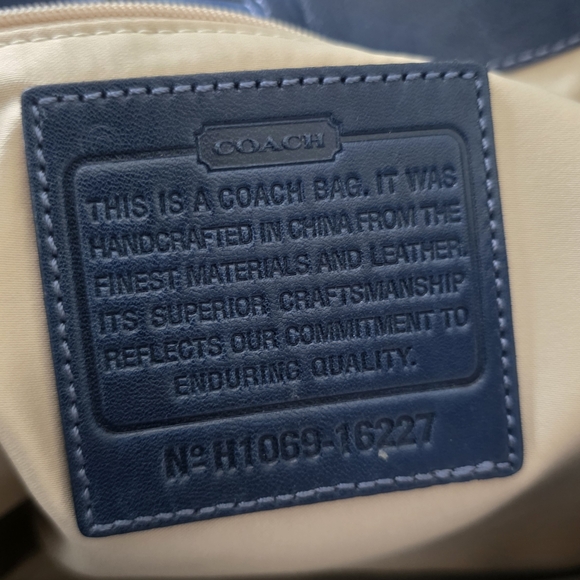 COACH
THIS IS A COACH BAG. IT WAS
HANDCRAFTED IN CHINA FROM THE
FINEST MATERIALS AND LEATHER.
ITS SUPERIOR CRAFTSMANSHIP
REFLECTS OUR COMMITMENT TO
ENDURING QUALITY.
Nº H1069-16227